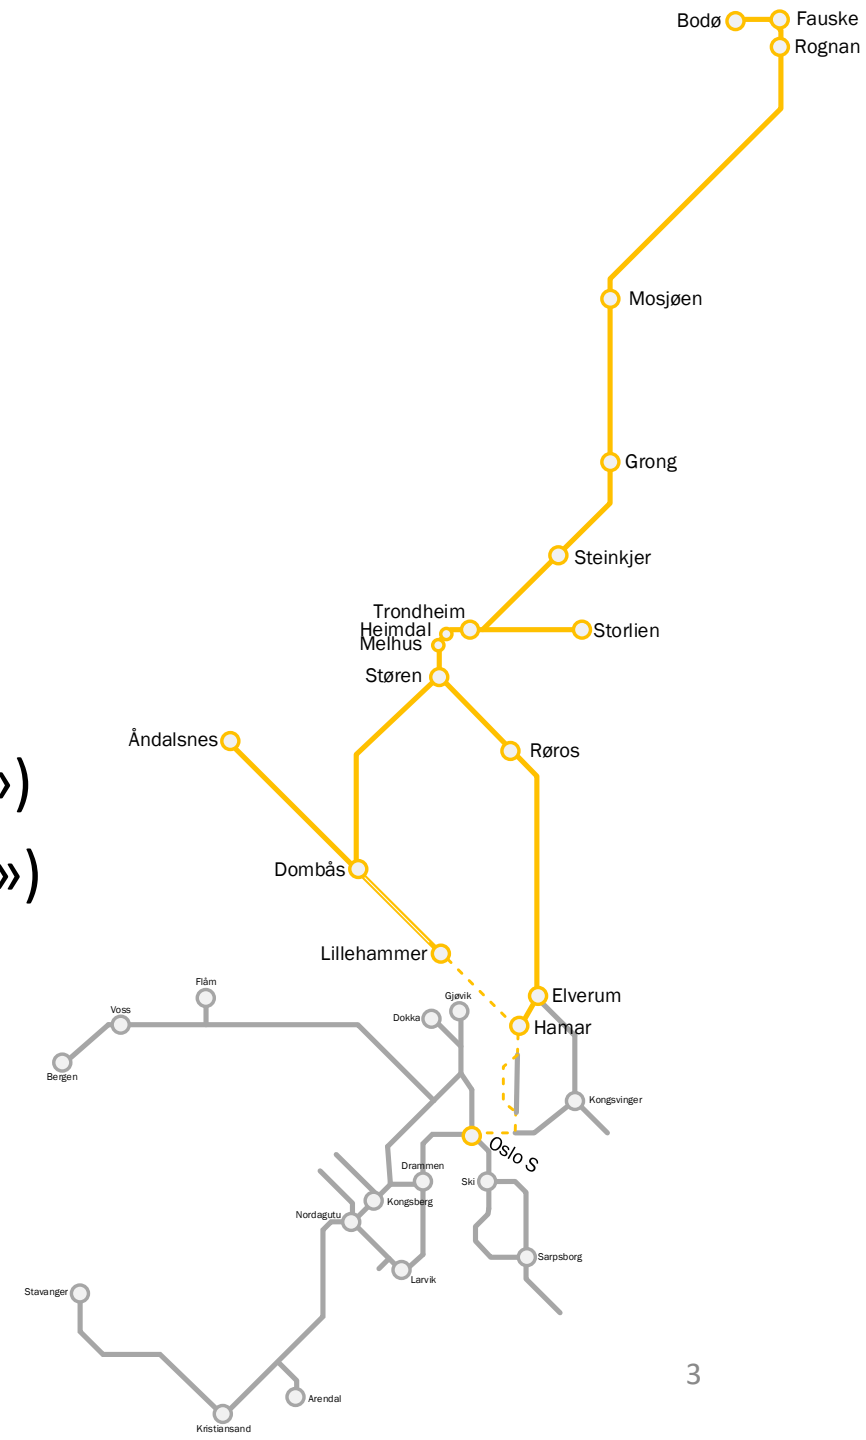 Bodø
Fauske
Rognan
Mosjøen
Grong
Steinkjer
Trondheim
Heimdal
Storlien
Melhus
Støren
Åndalsnes
Røros
»)
Dombås
»)
Lillehammer
Flåm
Gjøvik
Elverum
Voss
Dokka
Hamar
Bergen
Kongsvinger
Oslo S
Drammen
Ski
Kongsberg
Nordagutu
Sarpsborg
Larvik
Stavanger
3
Arendal
Kristiansand